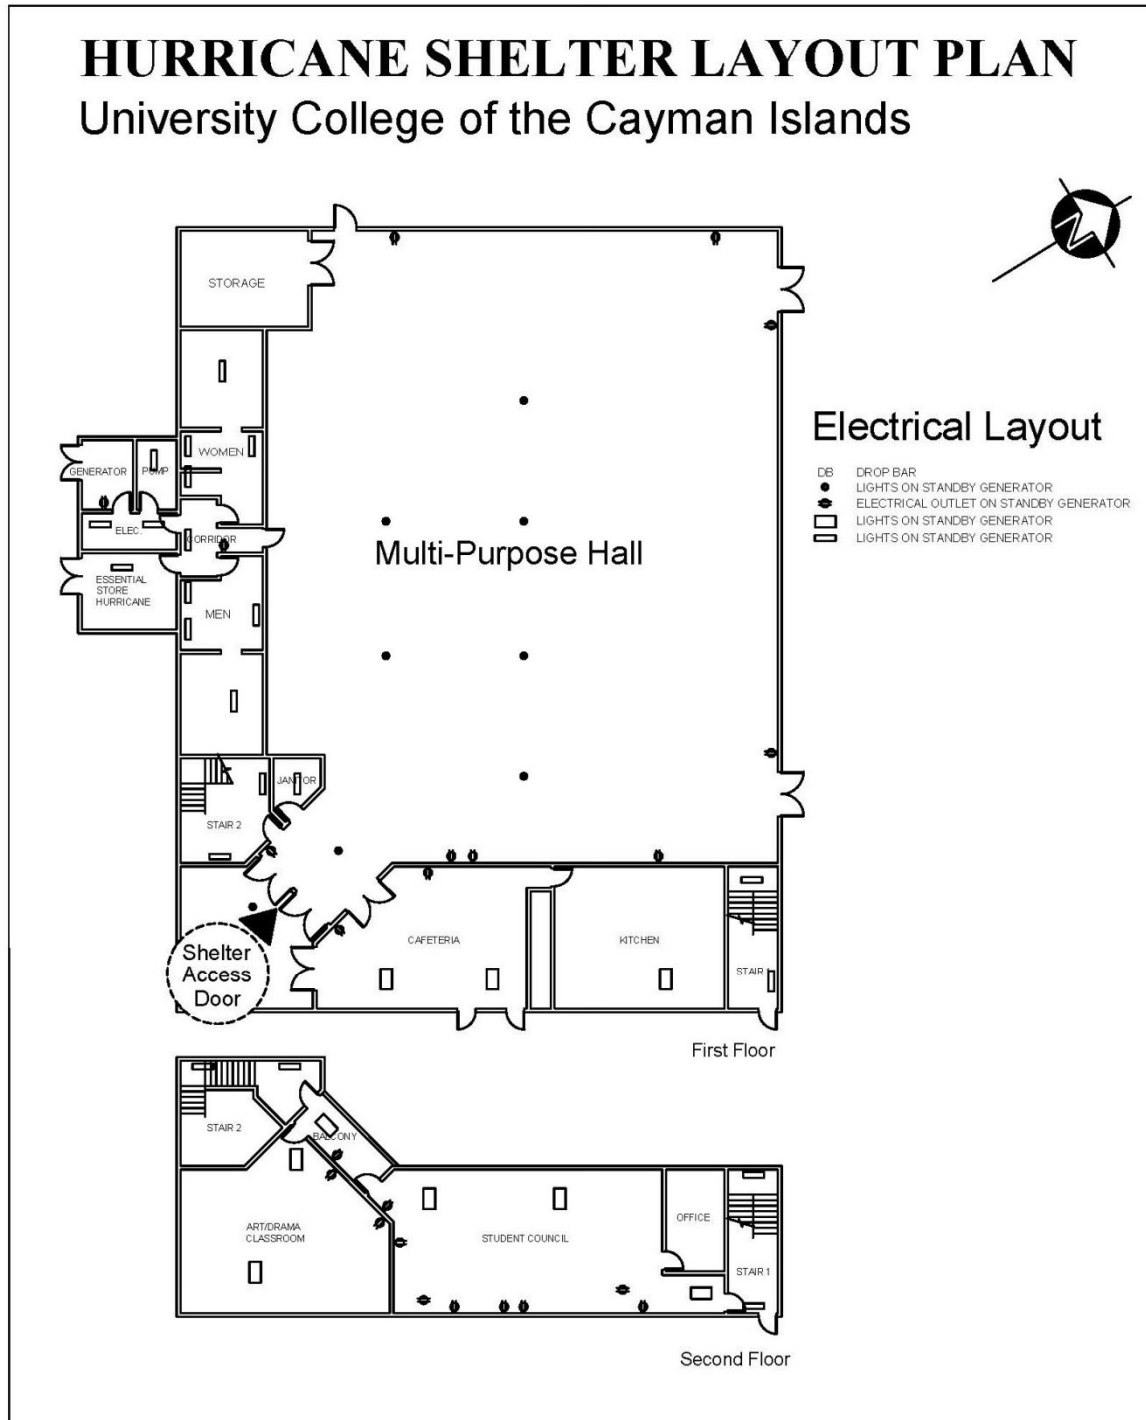 HURRICANE SHELTER LAYOUT PLAN
University College of the Cayman Islands
N
STORAGE
Electrical Layout
DB DROP BAR
LIGHTS ON STANDBY GENERATOR
ELECTRICAL OUTLET ON STANDBY GENERATOR
LIGHTS ON STANDBY GENERATOR
LIGHTS ON STANDBY GENERATOR
WOMEN
GENERATOR
PUMP
ELEC.
CORRIDOR
Multi-Purpose Hall
ESSENTIAL
STORE
HURRICANE
MEN
JANITOR
STAIR 2
CAFETERIA
KITCHEN
STAIR 1
Shelter
Access
Door
First Floor
STAIR 2
BALCONY
ART/DRAMA
CLASSROOM
STUDENT COUNCIL
OFFICE
STAIR 1
Second Floor